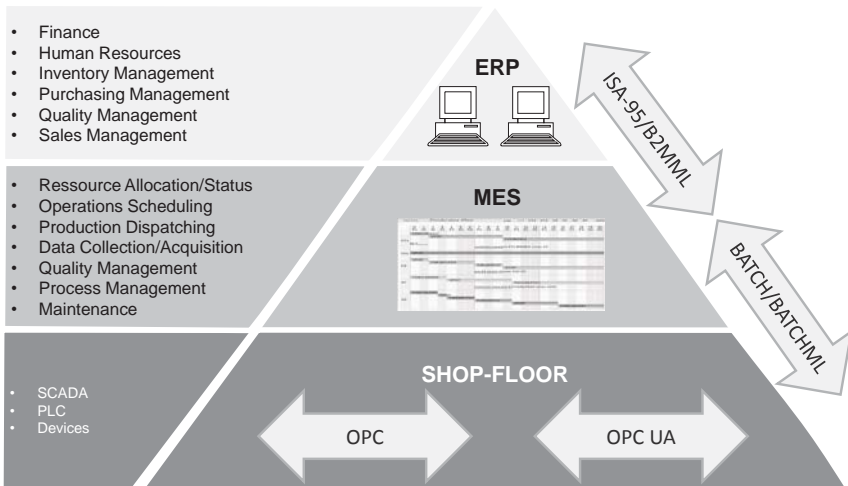 • Finance
• Human Resources
• Inventory Management
• Purchasing Management
• Quality Management
• Sales Management
ERP
ISA-95/B2MML
• Ressource Allocation/Status
• Operations Scheduling
• Production Dispatching
• Data Collection/Acquisition
• Quality Management
• Process Management
• Maintenance
MES
BATCH/BATCHML
• SCADA
• PLC
• Devices
SHOP-FLOOR
OPC
OPC UA